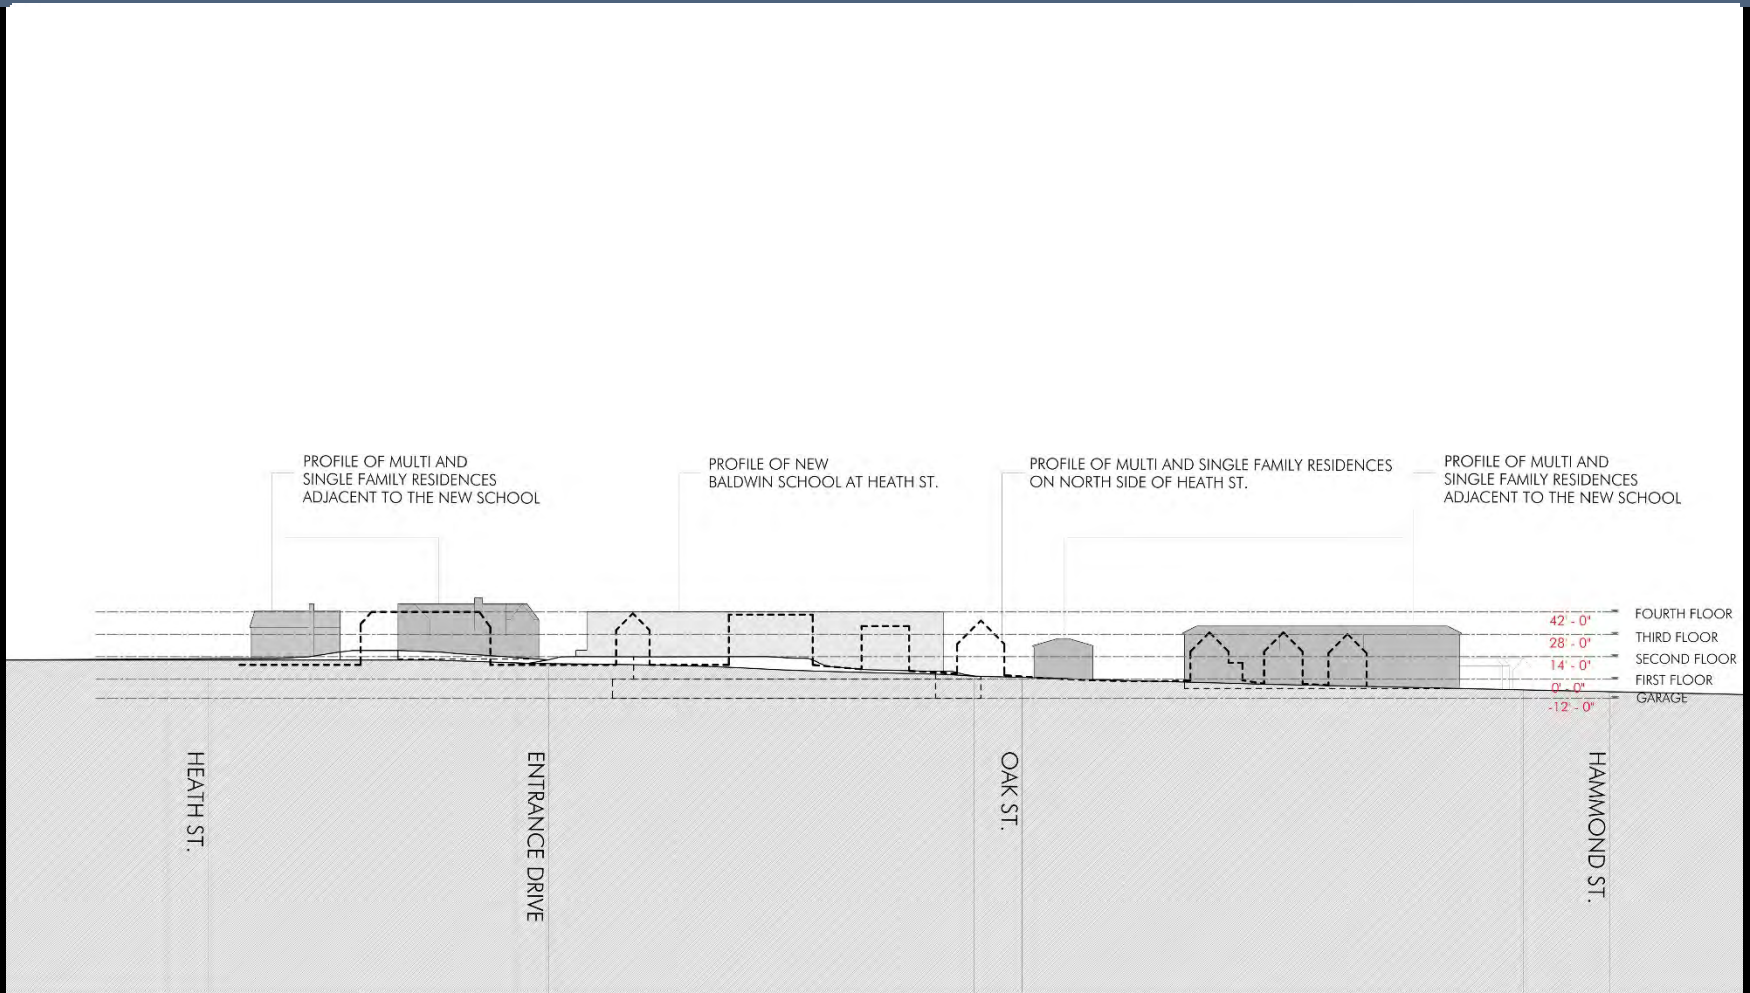 PROFILE OF MULTI AND
SINGLE FAMILY RESIDENCES
ADJACENT TO THE NEW SCHOOL
PROFILE OF NEW
BALDWIN SCHOOL AT HEATH ST.
PROFILE OF MULTI AND SINGLE FAMILY RESIDENCES
ON NORTH SIDE OF HEATH ST.
PROFILE OF MULTI AND
SINGLE FAMILY RESIDENCES
ADJACENT TO THE NEW SCHOOL
FOURTH FLOOR
42' - 0"
THIRD FLOOR
28' - 0"
SECOND FLOOR
14' - 0"
FIRST FLOOR
0' - 0"
GARAGE
-12' - 0"
HEATH ST.
ENTRANCE DRIVE
OAK ST.
HAMMOND ST.